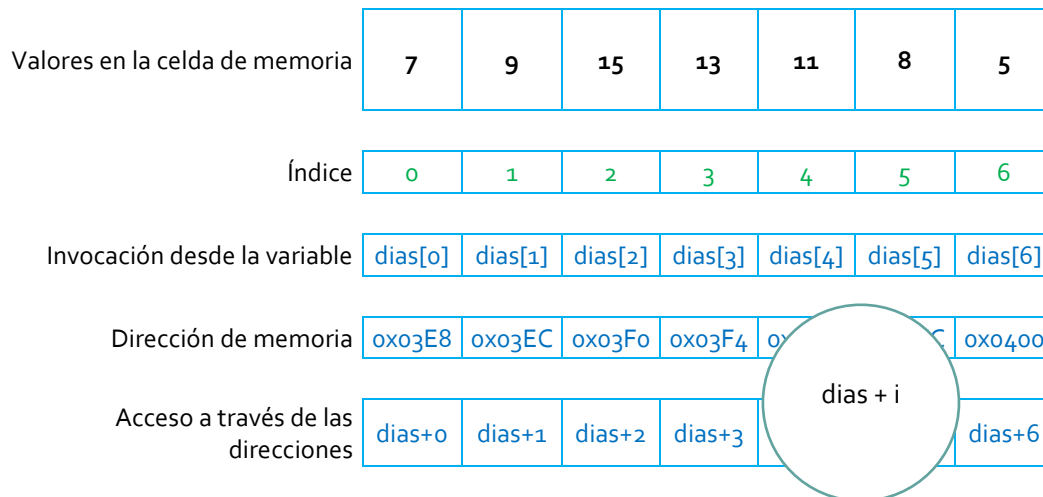 Valores en la celda de memoria 7 9 15 13 11 8 5
Índice 0 1 2 3 4 5 6
Invocación desde la variable dias[0] dias[1] dias[2] dias[3] dias[4] dias[5] dias[6]
Dirección de memoria 0x03E8 0x03EC 0x03F0 0x03F4 0x0400
Acceso a través de las
direcciones dias+0 dias+1 dias+2 dias+3 dias+6
dias + i